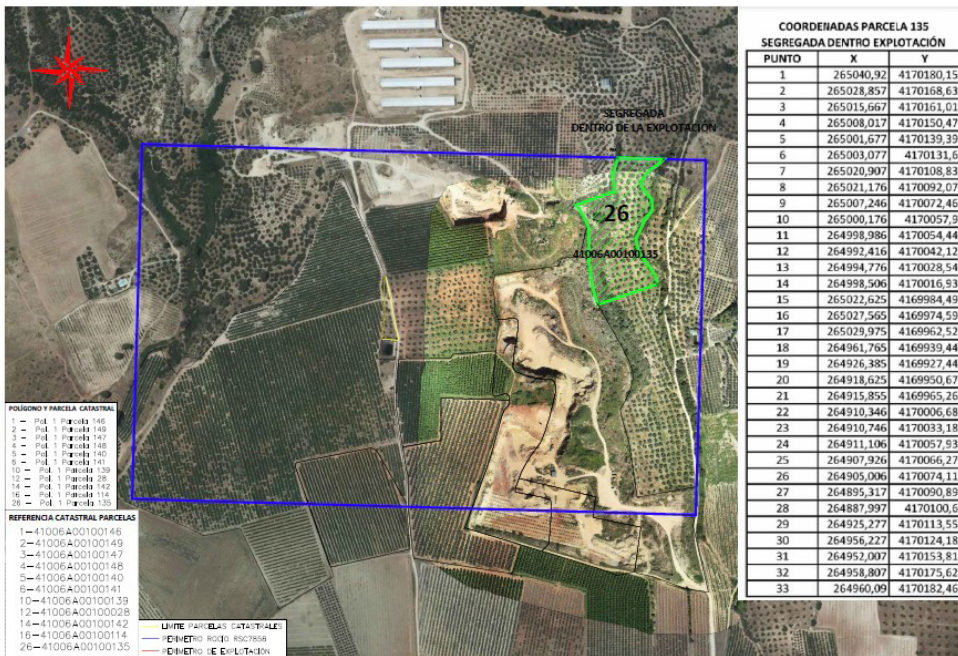 SEGREGADA
DENTRO DE LA EXPLOTACIÓN
26
41006A00100135
COORDENADAS PARCELA 135
SEGREGADA DENTRO EXPLOTACIÓN
PUNTO X Y
1 265040,92 4170180,15
2 265028,857 4170168,63
3 265015,667 4170161,01
4 265008,017 4170150,47
5 265001,677 4170139,39
6 265003,077 4170131,6
7 265020,907 4170108,83
8 265021,176 4170092,07
9 265007,246 4170072,46
10 265000,176 4170057,9
11 264998,986 4170054,44
12 264992,416 4170042,12
13 264994,776 4170028,54
14 264998,506 4170016,93
15 265022,625 4169984,49
16 265027,565 4169974,59
17 265029,975 4169962,52
18 264961,765 4169939,44
19 264926,385 4169927,44
20 264918,625 4169950,67
21 264915,855 4169965,26
22 264910,346 4170006,68
23 264910,746 4170033,18
24 264911,106 4170057,93
25 264907,926 4170066,27
26 264905,006 4170074,11
27 264895,317 4170090,89
28 264887,997 4170100,6
29 264925,277 4170113,55
30 264956,227 4170124,18
31 264952,007 4170153,81
32 264958,807 4170175,62
33 264960,09 4170182,46
POLÍGONO Y PARCELA CATASTRAL
1 – Pol. 1 Parcela 146
2 – Pol. 1 Parcela 149
3 – Pol. 1 Parcela 147
4 – Pol. 1 Parcela 148
5 – Pol. 1 Parcela 140
6 – Pol. 1 Parcela 141
10 – Pol. 1 Parcela 139
12 – Pol. 1 Parcela 28
14 – Pol. 1 Parcela 142
16 – Pol. 1 Parcela 114
26 – Pol. 1 Parcela 135
REFERENCIA CATASTRAL PARCELAS
1–41006A00100146
2–41006A00100149
3–41006A00100147
4–41006A00100148
5–41006A00100140
6–41006A00100141
10–41006A00100139
12–41006A00100028
14–41006A00100142
16–41006A00100114
26–41006A00100135
LIMITE PARCELAS CATASTRALES
PERIMETRO ROCIO RSC7856
PERIMETRO DE EXPLOTACIÓN